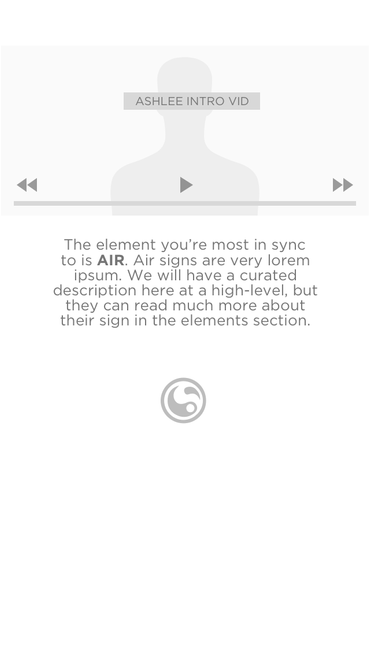 ASHLEE INTRO VID
The element you're most in sync
to is AIR. Air signs are very lorem
ipsum. We will have a curated
description here at a high-level, but
they can read much more about
their sign in the elements section.